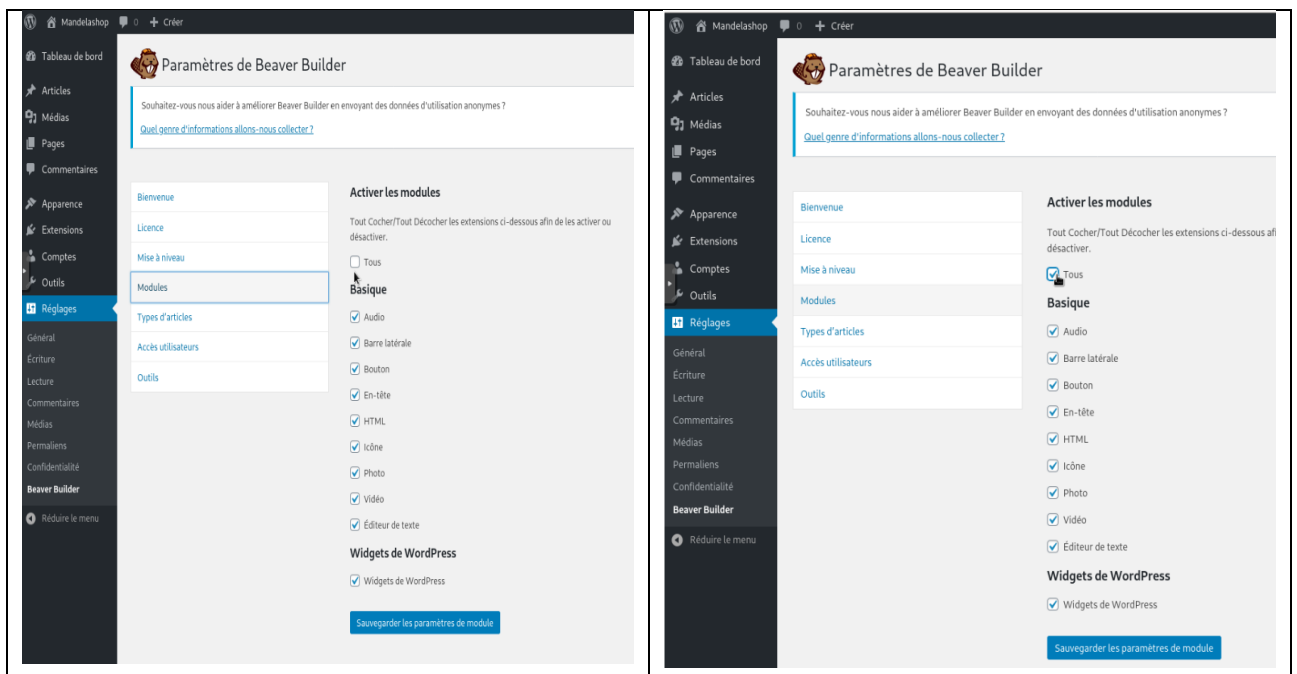 Mandelashop 0 + Créer
Tableau de bord
Articles
Médias
Pages
Commentaires
Apparence
Extensions
Comptes
Outils
Réglages
Général
Écriture
Lecture
Commentaires
Médias
Permaliens
Confidentialité
Beaver Builder
Réduire le menu
Paramètres de Beaver Builder
Souhaitez-vous nous aider à améliorer Beaver Builder en envoyant des données d'utilisation anonymes ?
Quel genre d'informations allons-nous collecter ?
Bienvenue
Licence
Mise à niveau
Modules
Types d'articles
Accès utilisateurs
Outils
Activer les modules
Tout Cocher/Tout Décocher les extensions ci-dessous afin de les activer ou
désactiver.
Tous
Basique
Audio
Barre latérale
Bouton
En-tête
HTML
Icône
Photo
Vidéo
Éditeur de texte
Widgets de WordPress
Widgets de WordPress
Sauvegarder les paramètres de module
Mandelashop 0 + Créer
Tableau de bord
Articles
Médias
Pages
Commentaires
Apparence
Extensions
Comptes
Outils
Réglages
Général
Écriture
Lecture
Commentaires
Médias
Permaliens
Confidentialité
Beaver Builder
Réduire le menu
Paramètres de Beaver Builder
Souhaitez-vous nous aider à améliorer Beaver Builder en envoyant des données d'utilisation anonymes ?
Quel genre d'informations allons-nous collecter ?
Bienvenue
Licence
Mise à niveau
Modules
Types d'articles
Accès utilisateurs
Outils
Activer les modules
Tout Cocher/Tout Décocher les extensions ci-dessous af
désactiver.
Tous
Basique
Audio
Barre latérale
Bouton
En-tête
HTML
Icône
Photo
Vidéo
Éditeur de texte
Widgets de WordPress
Widgets de WordPress
Sauvegarder les paramètres de module